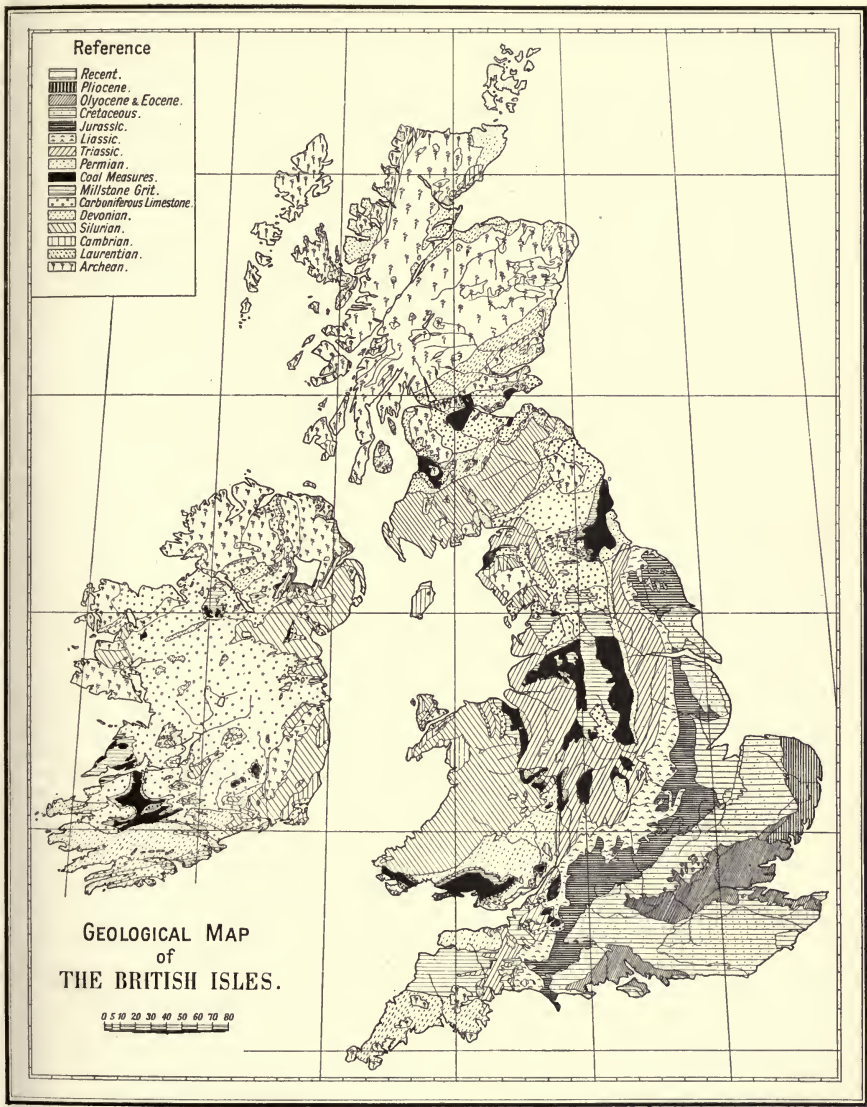 Reference
Recent.
Pliocene.
Olyocene & Eocene.
Cretaceous.
Jurassic.
Liassic.
Triassic.
Permian.
Coal Measures.
Millstone Grit.
Carboniferous Limestone.
Devonian.
Silurian.
Cambrian.
Laurentian.
Archean.
GEOLOGICAL MAP
of
THE BRITISH ISLES.
0 5 10 20 30 40 50 60 70 80